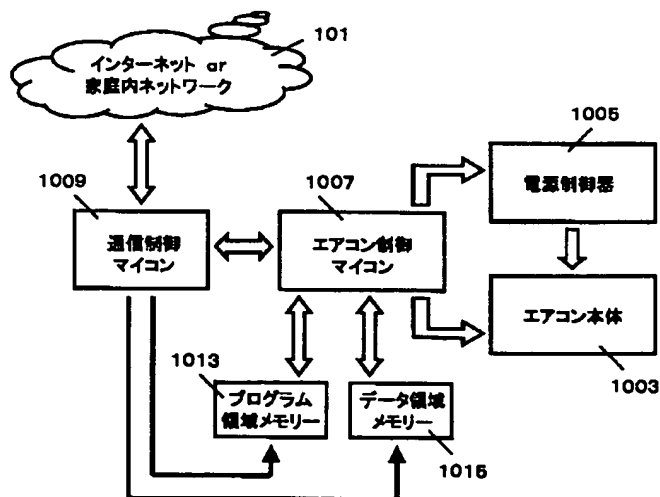 101
インターネット or
家庭内ネットワーク
1005
電源制御器
1009
1007
通信制御
マイコン
エアコン制御
マイコン
エアコン本体
1003
1013
プログラム
領域メモリー
データ領域
メモリー
1015